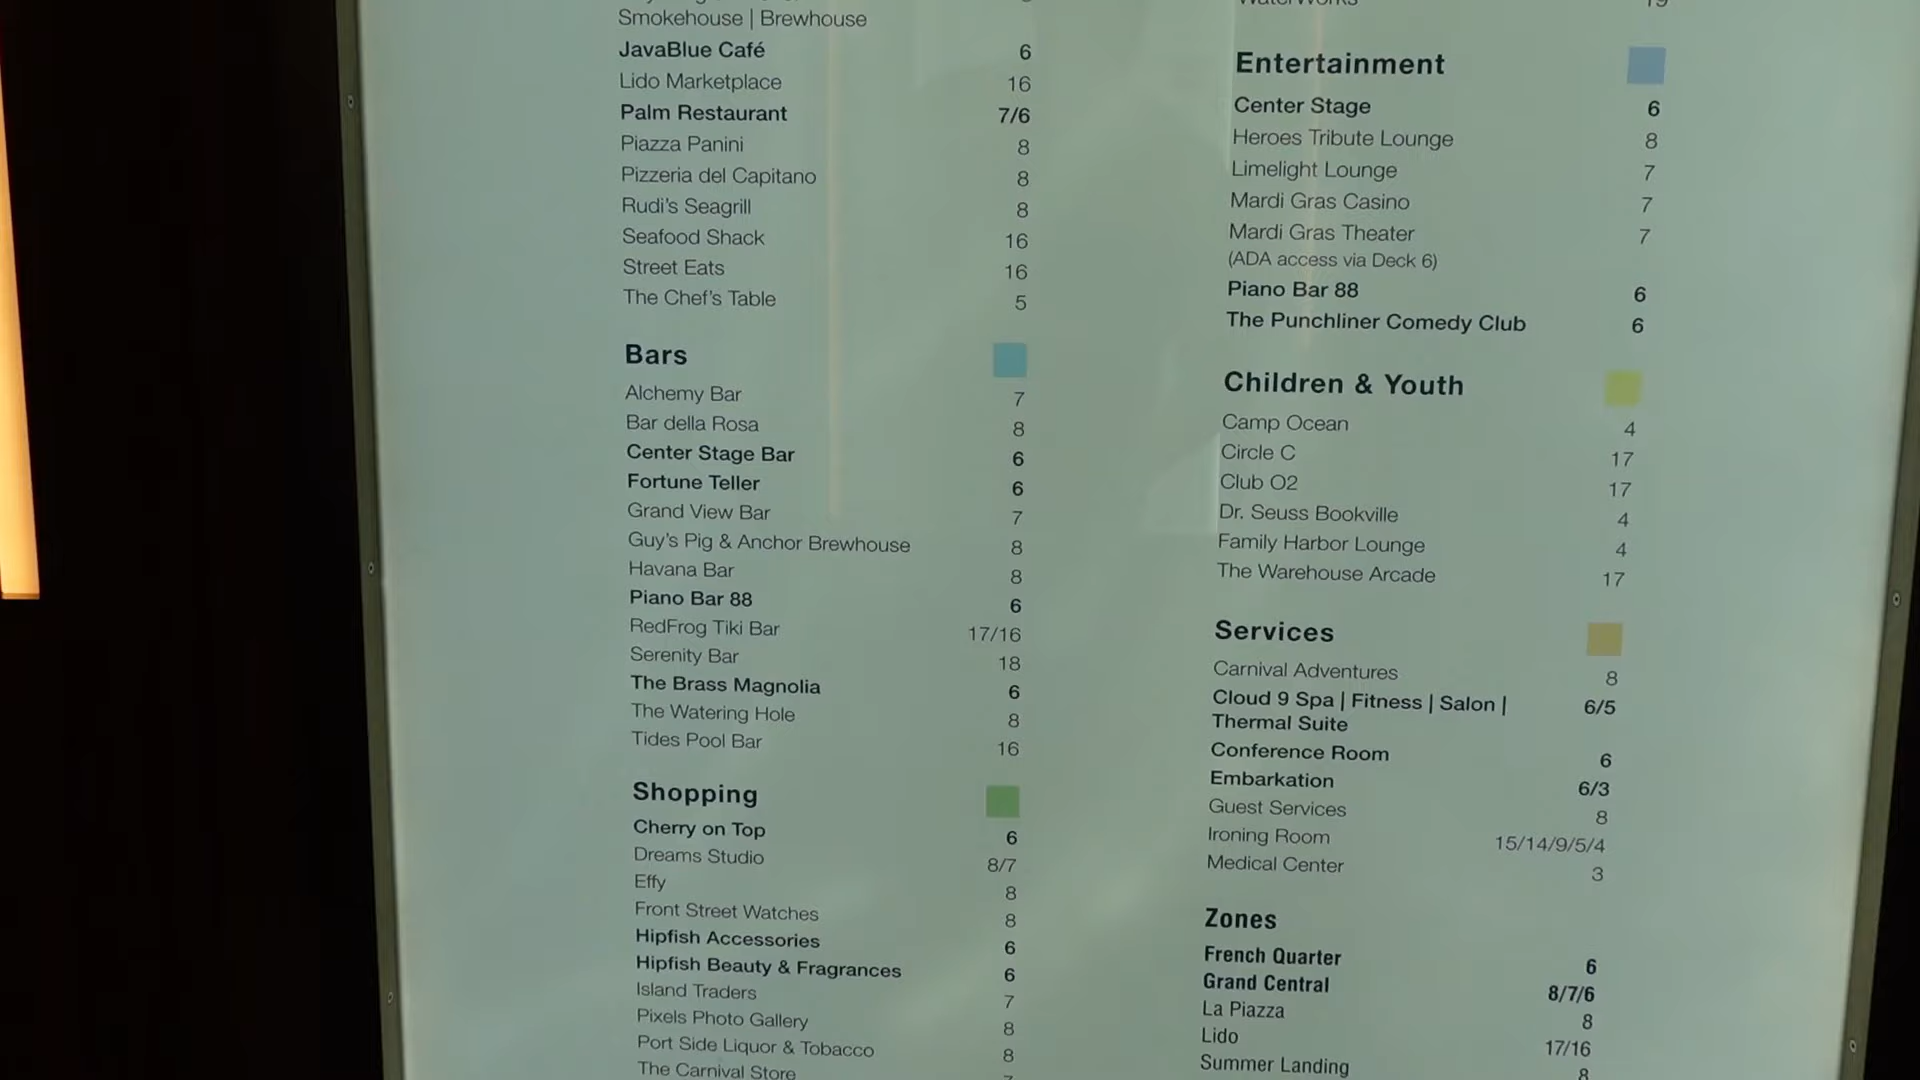 Smokehouse | Brewhouse
JavaBlue Café 6
Lido Marketplace 16
Palm Restaurant 7/6
Piazza Panini 8
Pizzeria del Capitano 8
Rudi's Seagrill 8
Seafood Shack 16
Street Eats 16
The Chef's Table 5
Bars
Alchemy Bar 7
Bar della Rosa 8
Center Stage Bar 6
Fortune Teller 6
Grand View Bar 7
Guy's Pig & Anchor Brewhouse 8
Havana Bar 8
Piano Bar 88 6
RedFrog Tiki Bar 17/16
Serenity Bar 18
The Brass Magnolia 6
The Watering Hole 8
Tides Pool Bar 16
Shopping
Cherry on Top 6
Dreams Studio 8/7
Effy 8
Front Street Watches 8
Hipfish Accessories 6
Hipfish Beauty & Fragrances 6
Island Traders 7
Pixels Photo Gallery 8
Port Side Liquor & Tobacco 8
The Carnival Store
WaterWorks 19
Entertainment
Center Stage 6
Heroes Tribute Lounge 8
Limelight Lounge 7
Mardi Gras Casino 7
Mardi Gras Theater 7
(ADA access via Deck 6)
Piano Bar 88 6
The Punchliner Comedy Club 6
Children & Youth
Camp Ocean 4
Circle C 17
Club O2 17
Dr. Seuss Bookville 4
Family Harbor Lounge 4
The Warehouse Arcade 17
Services
Carnival Adventures 8
Cloud 9 Spa | Fitness | Salon | 6/5
Thermal Suite
Conference Room 6
Embarkation 6/3
Guest Services 8
Ironing Room 15/14/9/5/4
Medical Center 3
Zones
French Quarter 6
Grand Central 8/7/6
La Piazza 8
Lido 17/16
Summer Landing 8